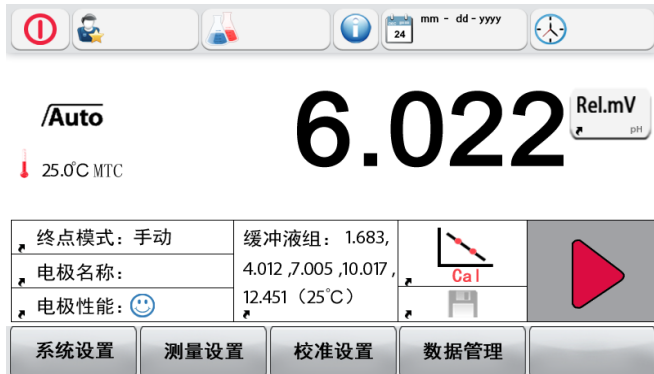 24
mm - dd - yyyy
/Auto
6.022
Rel.mV
pH
25.0℃ MTC
终点模式：手动
电极名称：
电极性能：
缓冲液组： 1.683,
4.012 ,7.005 ,10.017 ,
12.451（25℃）
Cal
系统设置
测量设置
校准设置
数据管理